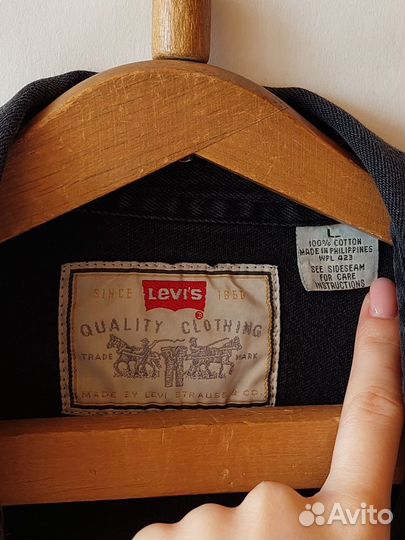 L
100% COTTON
MADE IN PHILIPPINES
WPL 423
SEE SIDESEAM
FOR CARE
INSTRUCTIONS
SINCE Levi's 1850
®
QUALITY CLOTHING
TRADE MARK
MADE BY LEVI STRAUSS & CO.
Avito